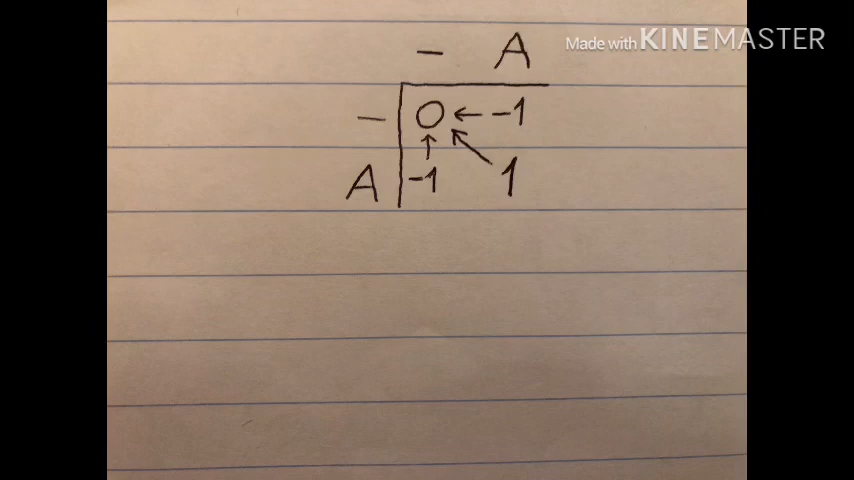 Made with KINEMASTER
- A
- 0 ← -1
↑ ↖
A -1 1